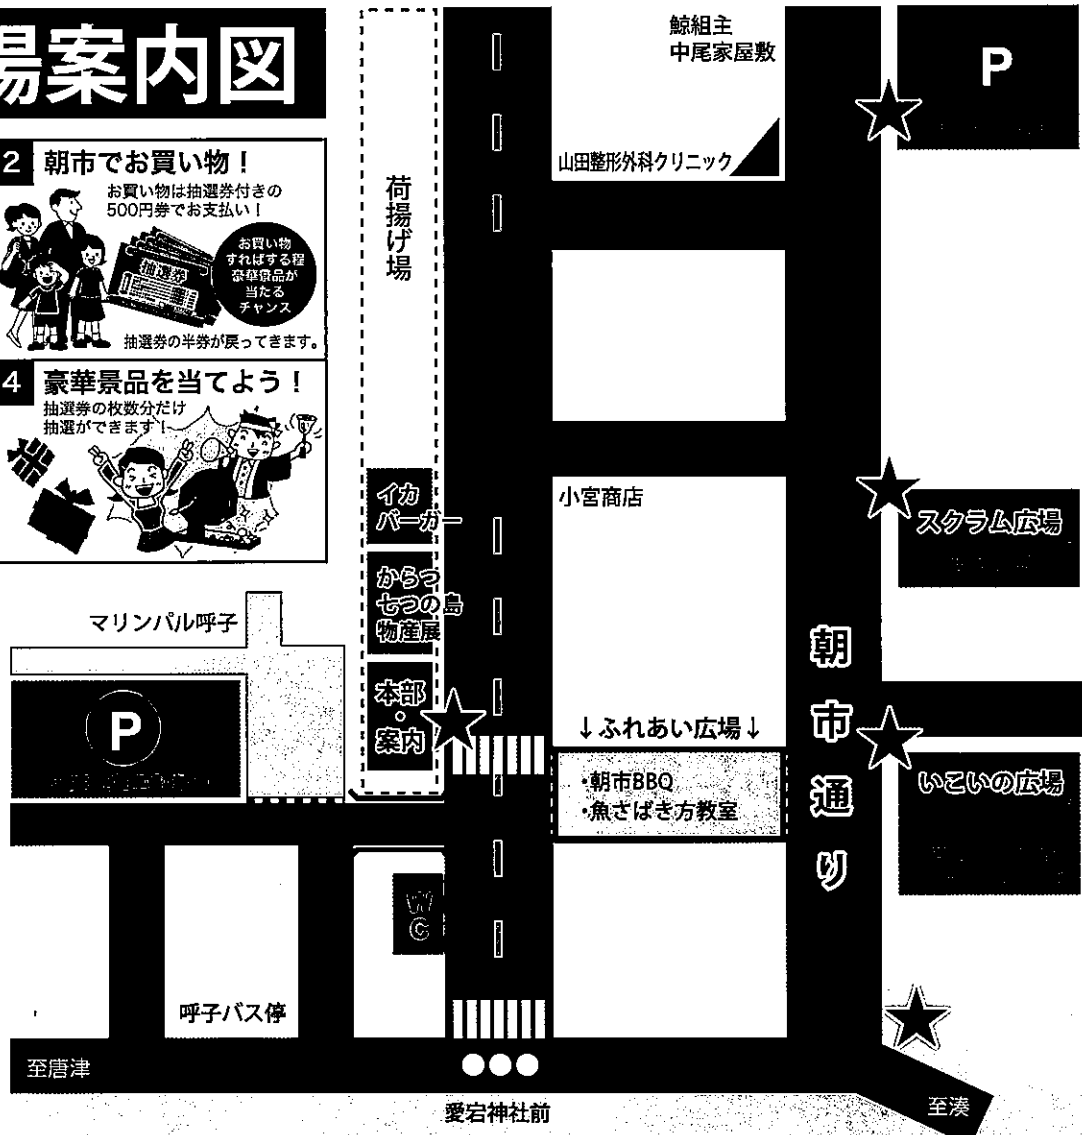 場案内図
2 朝市でお買い物！
お買い物は抽選券付きの
500円券でお支払い！
お買い物
すればする程
豪華景品が
当たる
チャンス
抽選券
抽選券の半券が戻ってきます。
4 豪華景品を当てよう！
抽選券の枚数分だけ
抽選ができます！
荷揚げ場
イカ
バーガー
からつ
七つの島
物産展
本部
・
案内
マリンパル呼子
P
WC
呼子バス停
至唐津
愛宕神社前
鯨組主
中尾家屋敷
山田整形外科クリニック
小宮商店
↓ふれあい広場↓
・朝市BBQ
・魚さばき方教室
朝市通り
P
スクラム広場
いこいの広場
至湊